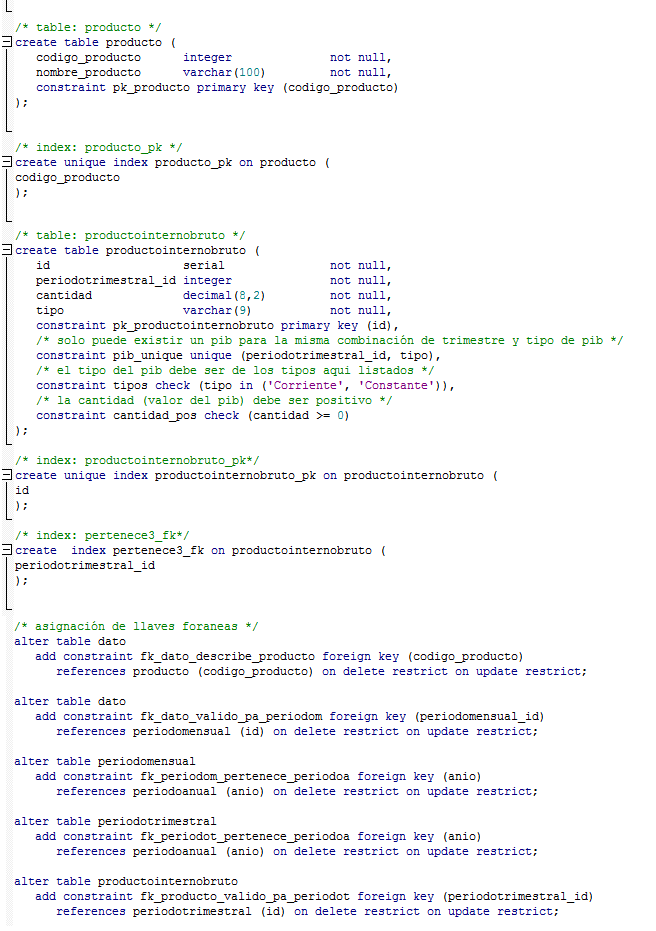 /* table: producto */
create table producto (
codigo_producto integer not null,
nombre_producto varchar(100) not null,
constraint pk_producto primary key (codigo_producto)
);
/* index: producto_pk */
create unique index producto_pk on producto (
codigo_producto
);
/* table: productointernobruto */
create table productointernobruto (
id serial not null,
periodotrimestral_id integer not null,
cantidad decimal(8,2) not null,
tipo varchar(9) not null,
constraint pk_productointernobruto primary key (id),
/* solo puede existir un pib para la misma combinación de trimestre y tipo de pib */
constraint pib_unique unique (periodotrimestral_id, tipo),
/* el tipo del pib debe ser de los tipos aqui listados */
constraint tipos check (tipo in ('Corriente', 'Constante')),
/* la cantidad (valor del pib) debe ser positivo */
constraint cantidad_pos check (cantidad >= 0)
);
/* index: productointernobruto_pk*/
create unique index productointernobruto_pk on productointernobruto (
id
);
/* index: pertenece3_fk*/
create  index pertenece3_fk on productointernobruto (
periodotrimestral_id
);
/* asignación de llaves foraneas */
alter table dato
add constraint fk_dato_describe_producto foreign key (codigo_producto)
references producto (codigo_producto) on delete restrict on update restrict;
alter table dato
add constraint fk_dato_valido_pa_periodom foreign key (periodomensual_id)
references periodomensual (id) on delete restrict on update restrict;
alter table periodomensual
add constraint fk_periodom_pertenece_periodoa foreign key (anio)
references periodoanual (anio) on delete restrict on update restrict;
alter table periodotrimestral
add constraint fk_periodot_pertenece_periodoa foreign key (anio)
references periodoanual (anio) on delete restrict on update restrict;
alter table productointernobruto
add constraint fk_producto_valido_pa_periodot foreign key (periodotrimestral_id)
references periodotrimestral (id) on delete restrict on update restrict;